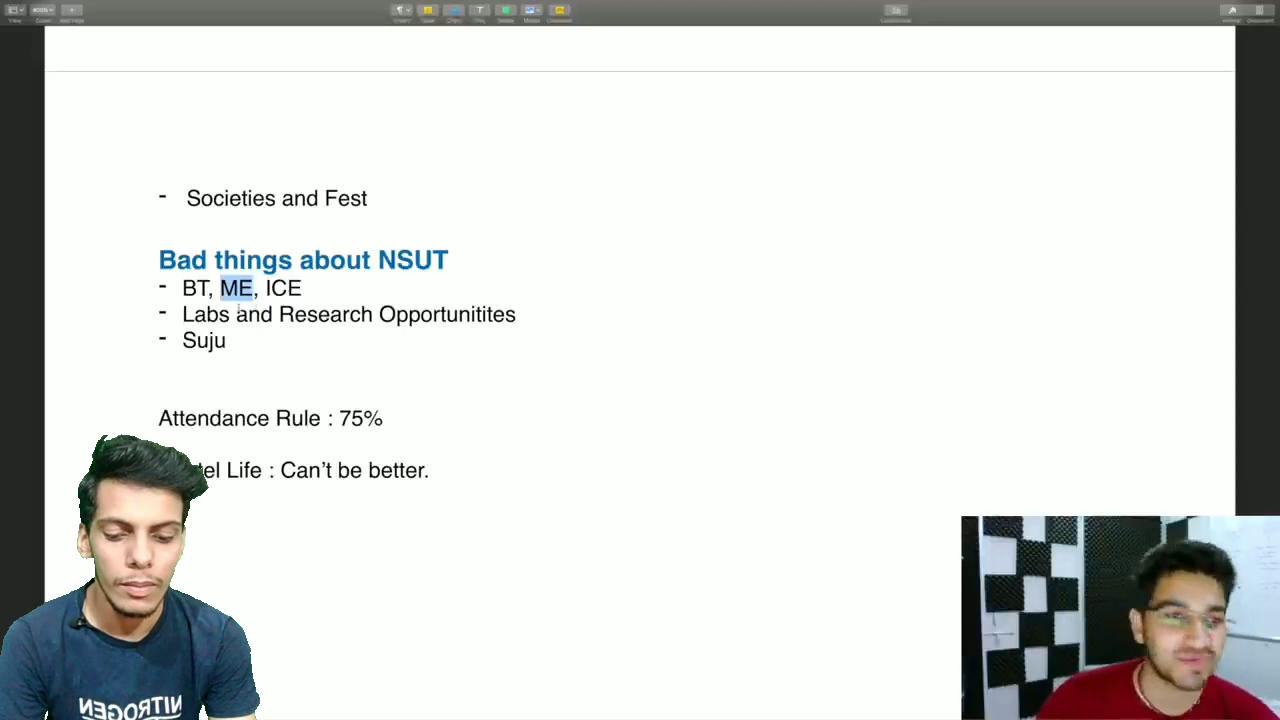 - Societies and Fest
Bad things about NSUT
- BT, ME, ICE
- Labs and Research Opportunitites
- Suju
Attendance Rule : 75%
tel Life : Can't be better.
NITROGEN